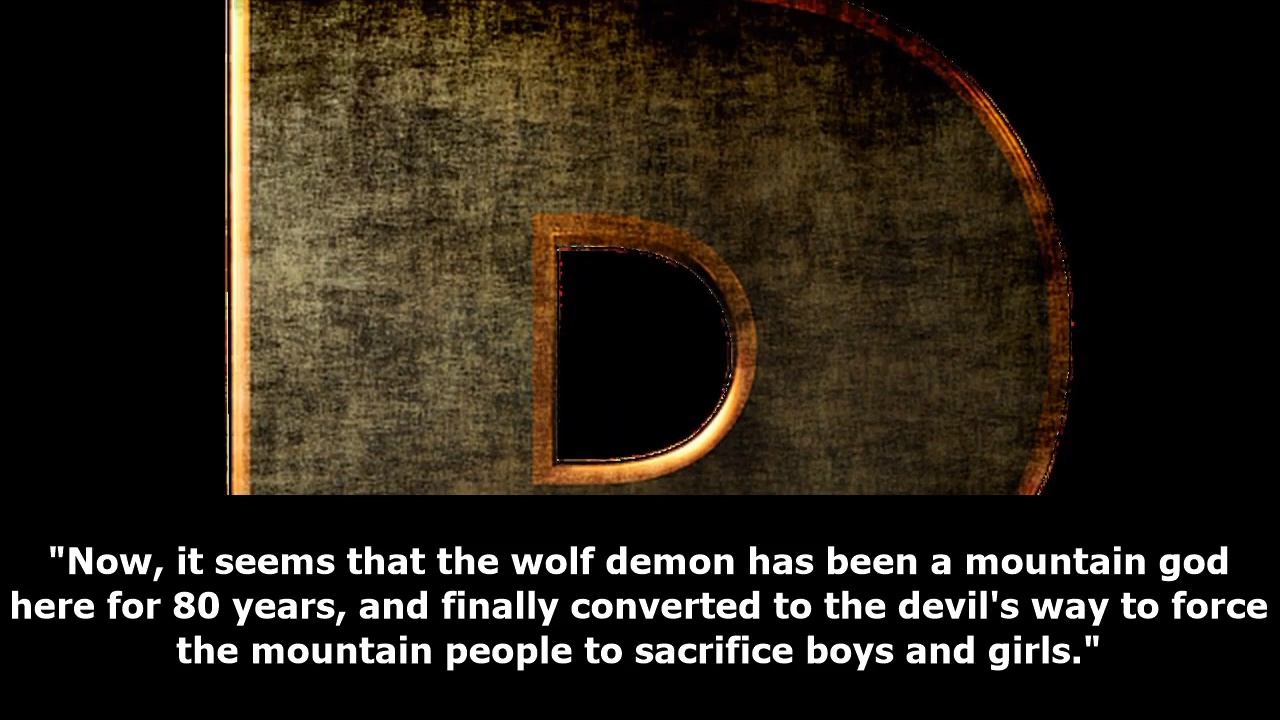 D
"Now, it seems that the wolf demon has been a mountain god
here for 80 years, and finally converted to the devil's way to force
the mountain people to sacrifice boys and girls."